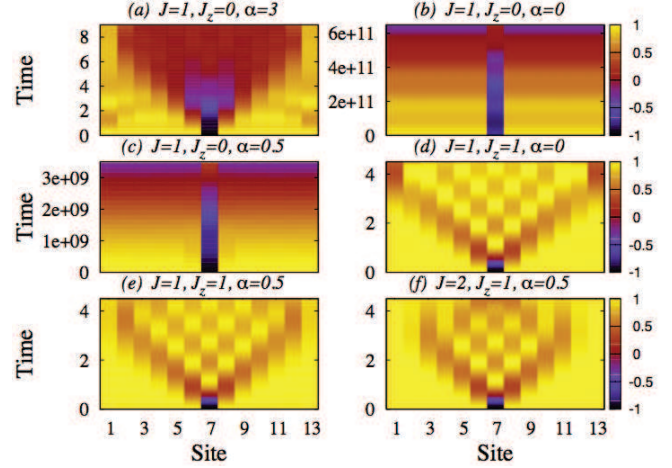 (a) J=1, J_z=0, α=3
(b) J=1, J_z=0, α=0
Time
8
6
4
2
0
6e+11
4e+11
2e+11
0
1
0.5
0
-0.5
-1
(c) J=1, J_z=0, α=0.5
(d) J=1, J_z=1, α=0
Time
3e+09
2e+09
1e+09
0
4
2
0
1
0.5
0
-0.5
-1
(e) J=1, J_z=1, α=0.5
(f) J=2, J_z=1, α=0.5
Time
4
2
0
4
2
0
1
0.5
0
-0.5
-1
1 3 5 7 9 11 13
1 3 5 7 9 11 13
Site
Site